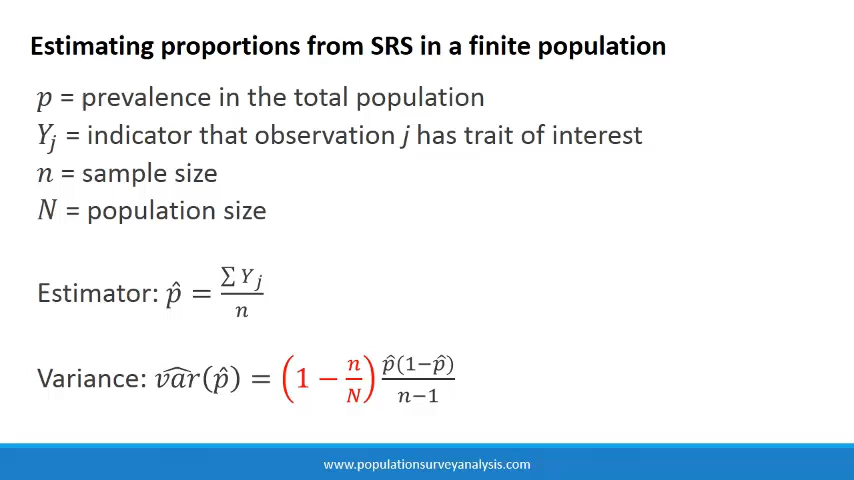 Estimating proportions from SRS in a finite population
p = prevalence in the total population
Yⱼ = indicator that observation j has trait of interest
n = sample size
N = population size
Estimator: p̂ = ∑ Yⱼ / n
Variance: v͡ar(p̂) = (1 − n/N) p̂(1−p̂) / n−1
www.populationsurveyanalysis.com